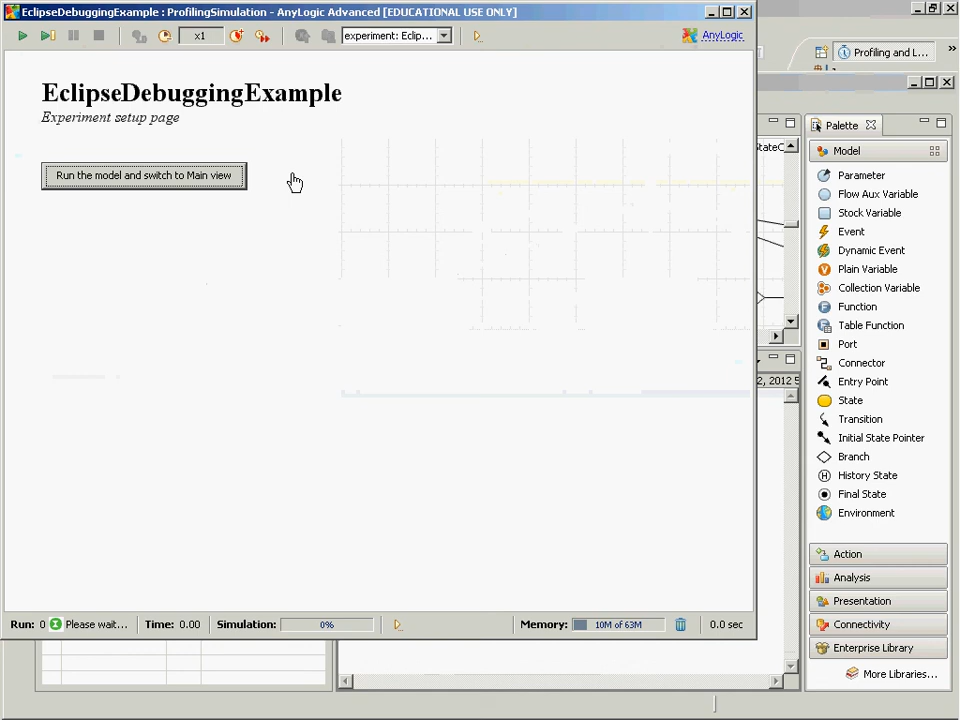 EclipseDebuggingExample : ProfilingSimulation - AnyLogic Advanced [EDUCATIONAL USE ONLY]
x1
experiment: Eclip...
AnyLogic
Profiling and L...
EclipseDebuggingExample
Experiment setup page
Run the model and switch to Main view
Palette
Model
Parameter
Flow Aux Variable
Stock Variable
Event
Dynamic Event
Plain Variable
Collection Variable
Function
Table Function
Port
Connector
Entry Point
State
Transition
Initial State Pointer
Branch
History State
Final State
Environment
Action
Analysis
Presentation
Connectivity
Enterprise Library
More Libraries...
StateC
2, 2012 5
Run: 0 Please wait... Time: 0.00 Simulation: 0% Memory: 10M of 63M 0.0 sec